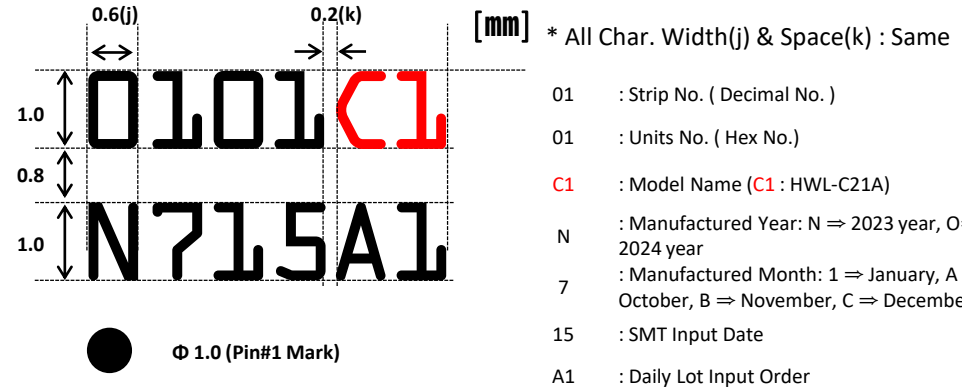 0.6(j) 0.2(k) [mm] * All Char. Width(j) & Space(k) : Same
1.0 0101C1
0.8
1.0 N715A1
Φ 1.0 (Pin#1 Mark)
01 : Strip No. ( Decimal No. )
01 : Units No. ( Hex No.)
C1 : Model Name (C1 : HWL-C21A)
N : Manufactured Year: N ⇒ 2023 year, O
2024 year
7 : Manufactured Month: 1 ⇒ January, A
October, B ⇒ November, C ⇒ Decembe
15 : SMT Input Date
A1 : Daily Lot Input Order